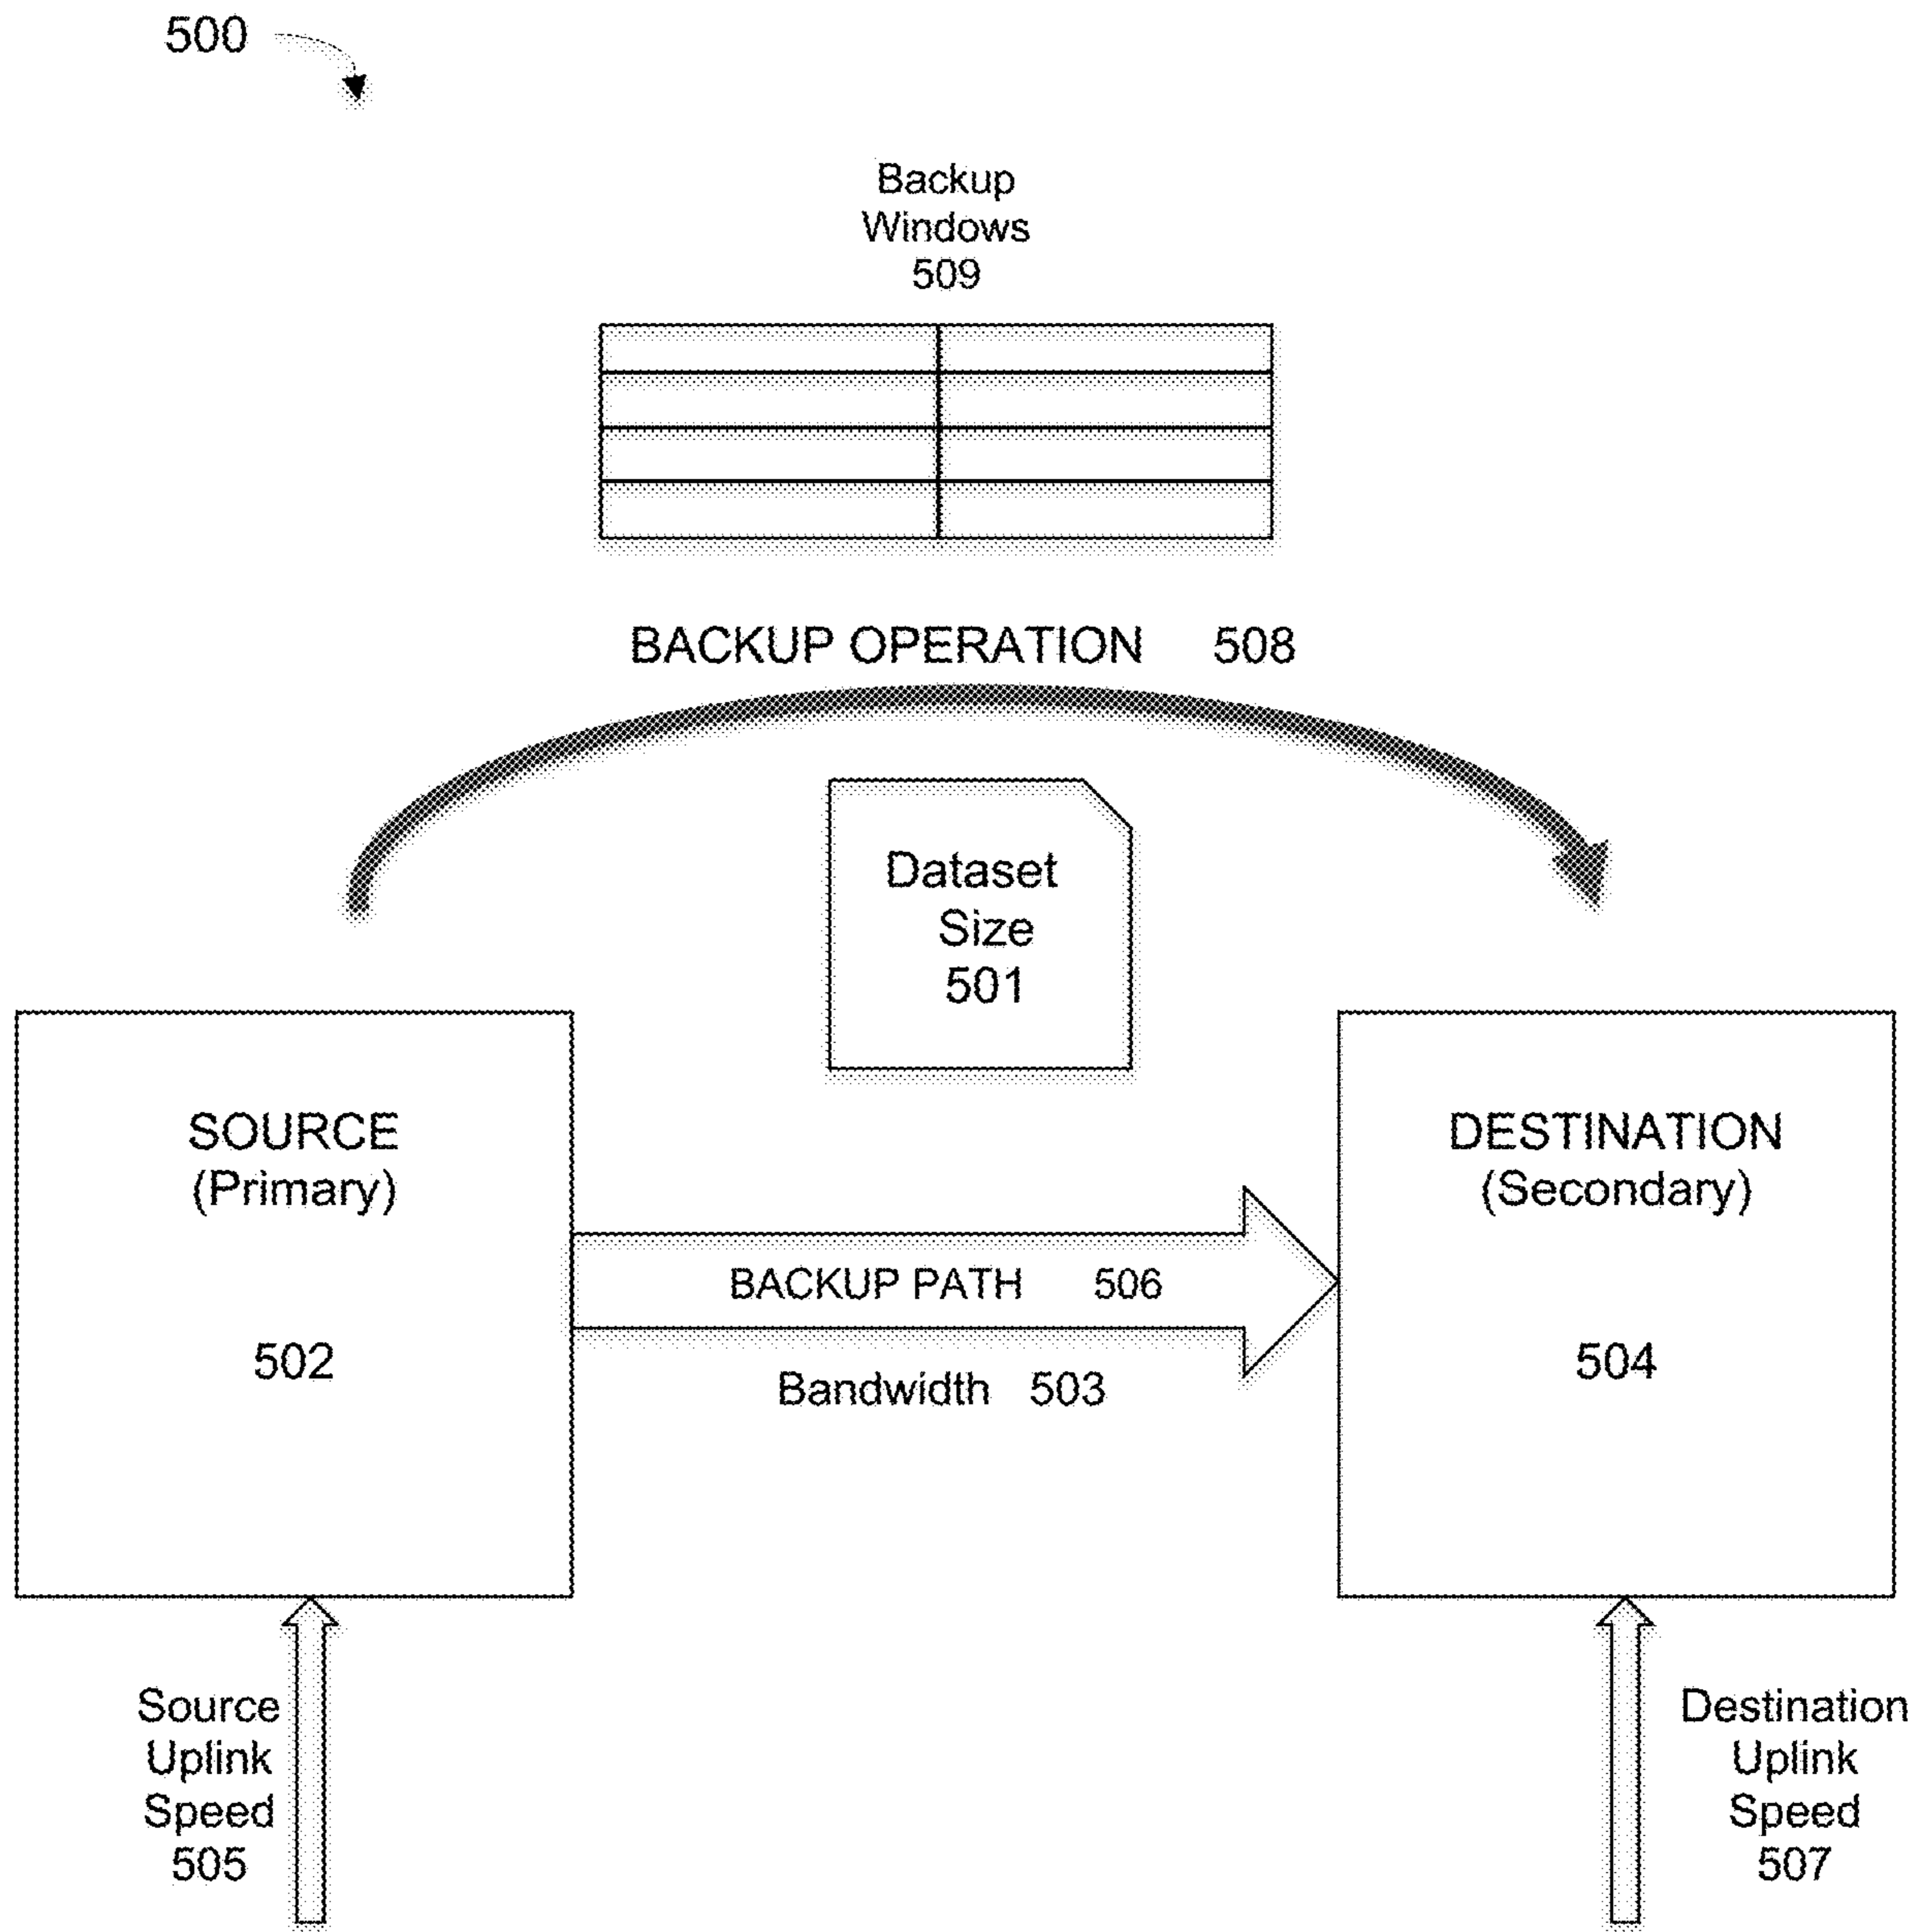 500
Backup
Windows
509
BACKUP OPERATION 508
Dataset
Size
501
SOURCE
(Primary)
502
DESTINATION
(Secondary)
504
BACKUP PATH 506
Bandwidth 503
Source
Uplink
Speed
505
Destination
Uplink
Speed
507